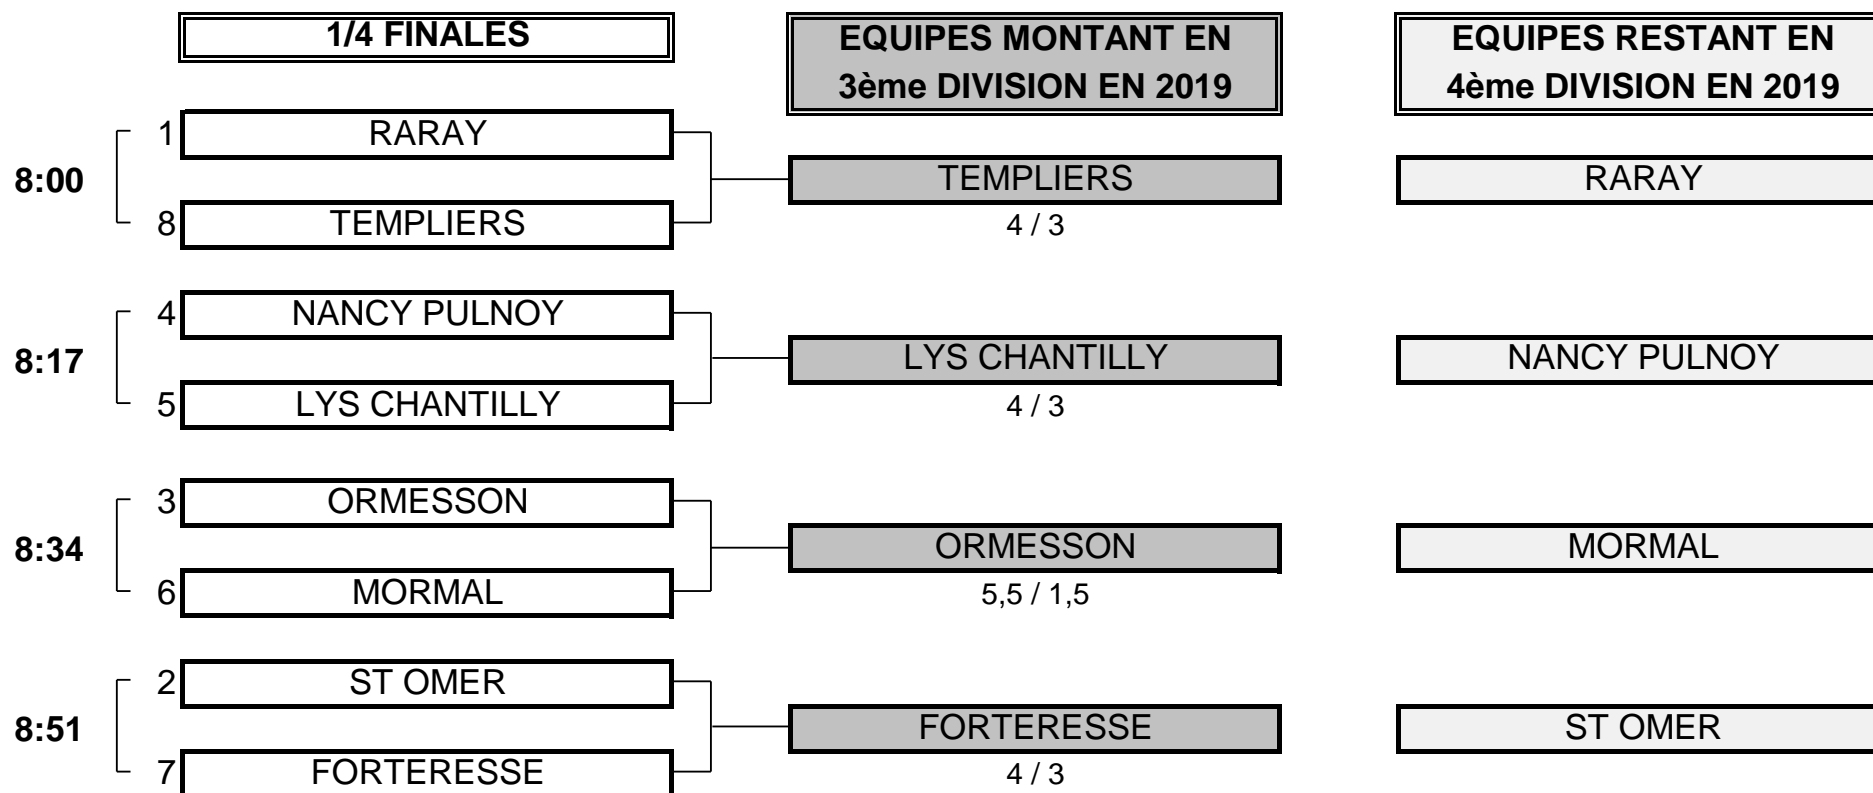 1/4 FINALES
EQUIPES MONTANT EN
3ème DIVISION EN 2019
EQUIPES RESTANT EN
4ème DIVISION EN 2019
1 RARAY
8:00 TEMPLIERS RARAY
8 TEMPLIERS 4 / 3
4 NANCY PULNOY
8:17 LYS CHANTILLY NANCY PULNOY
5 LYS CHANTILLY 4 / 3
3 ORMESSON
8:34 ORMESSON MORMAL
6 MORMAL 5,5 / 1,5
2 ST OMER
8:51 FORTERESSE ST OMER
7 FORTERESSE 4 / 3